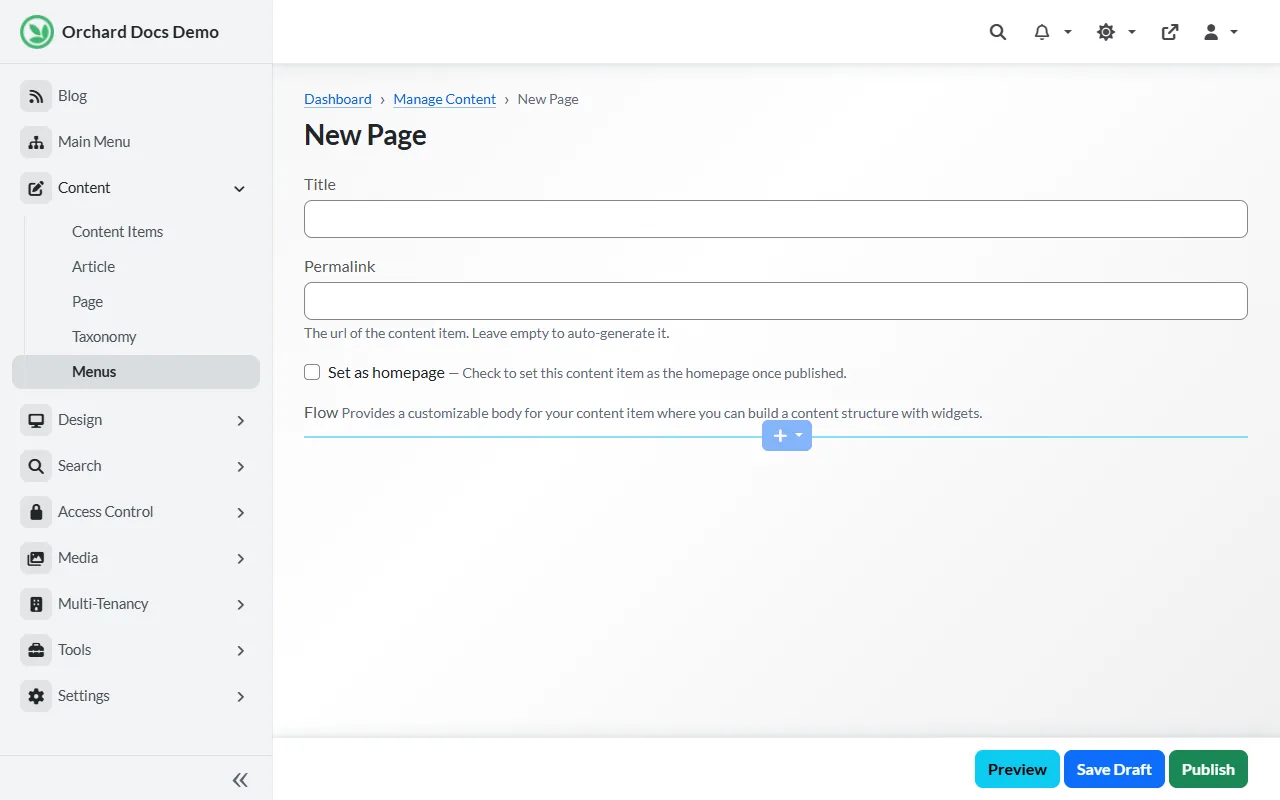 Orchard Docs Demo
Blog
Main Menu
Content
Content Items
Article
Page
Taxonomy
Menus
Design
Search
Access Control
Media
Multi-Tenancy
Tools
Settings
Dashboard › Manage Content › New Page
New Page
Title
Permalink
The url of the content item. Leave empty to auto-generate it.
Set as homepage — Check to set this content item as the homepage once published.
Flow Provides a customizable body for your content item where you can build a content structure with widgets.
Preview Save Draft Publish